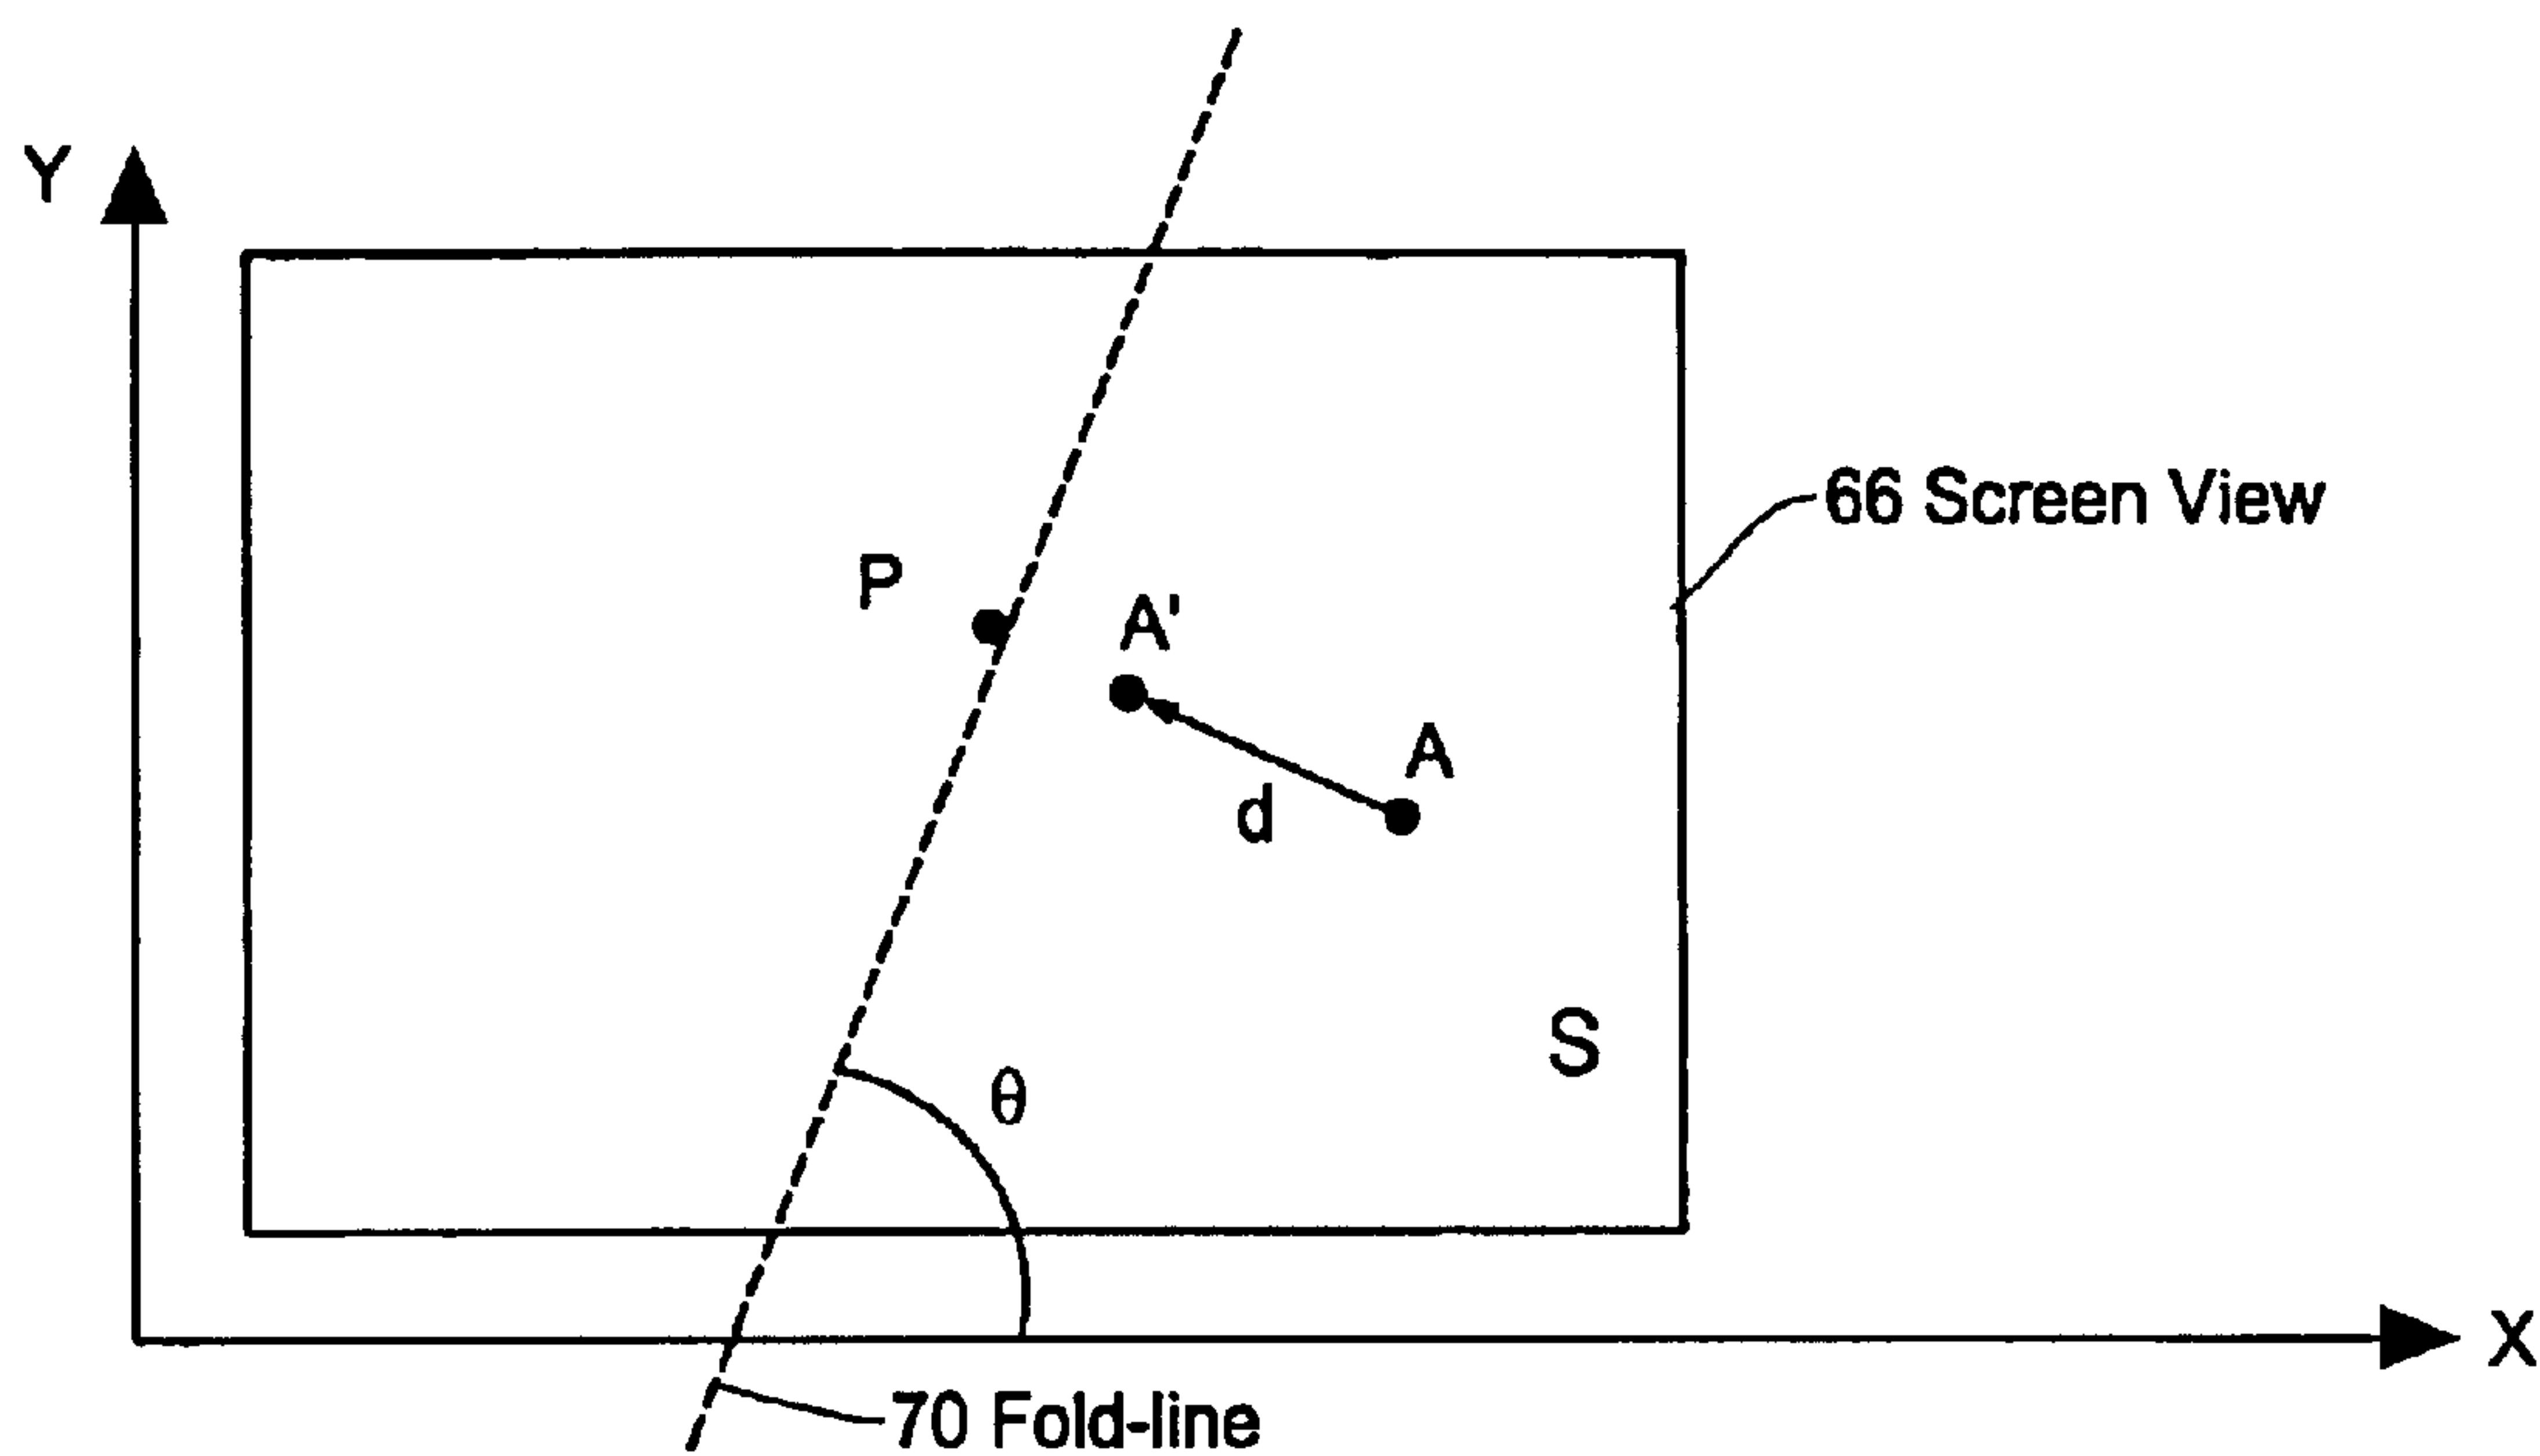 Y
66 Screen View
P
A'
A
d
S
θ
X
70 Fold-line